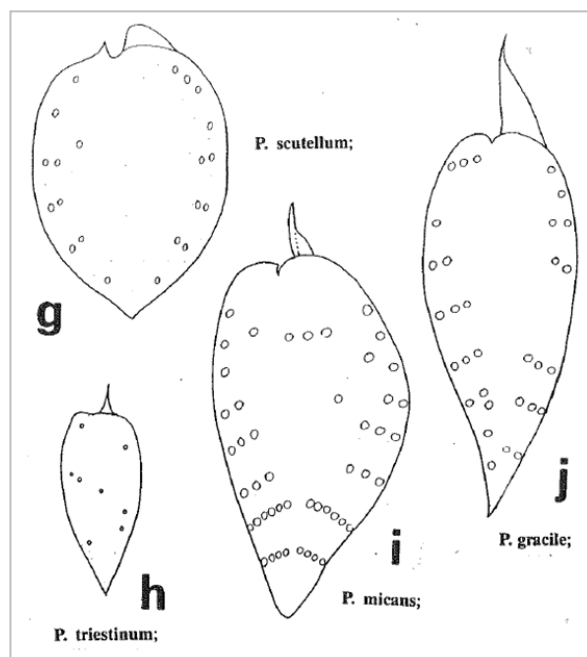 P. scutellum;
g
h
P. triestinum;
i
P. micans;
j
P. gracile;